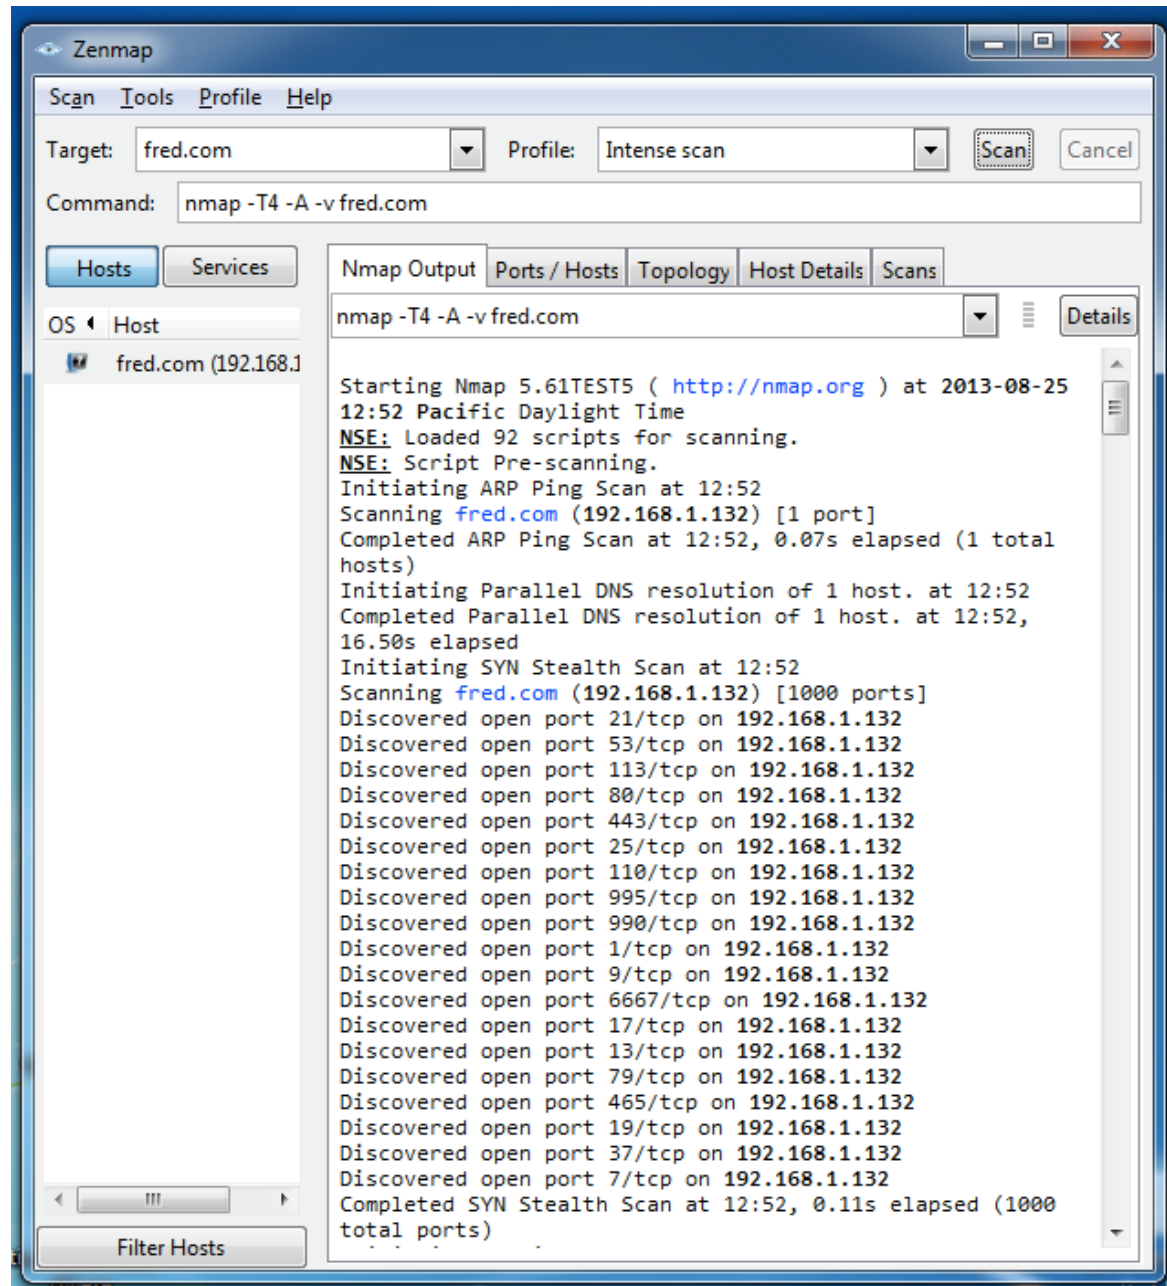 Zenmap
Scan Tools Profile Help
Target: fred.com Profile: Intense scan Scan Cancel
Command: nmap -T4 -A -v fred.com
Hosts Services
Nmap Output Ports / Hosts Topology Host Details Scans
OS Host
fred.com (192.168.1
nmap -T4 -A -v fred.com Details
Starting Nmap 5.61TEST5 ( http://nmap.org ) at 2013-08-25
12:52 Pacific Daylight Time
NSE: Loaded 92 scripts for scanning.
NSE: Script Pre-scanning.
Initiating ARP Ping Scan at 12:52
Scanning fred.com (192.168.1.132) [1 port]
Completed ARP Ping Scan at 12:52, 0.07s elapsed (1 total
hosts)
Initiating Parallel DNS resolution of 1 host. at 12:52
Completed Parallel DNS resolution of 1 host. at 12:52,
16.50s elapsed
Initiating SYN Stealth Scan at 12:52
Scanning fred.com (192.168.1.132) [1000 ports]
Discovered open port 21/tcp on 192.168.1.132
Discovered open port 53/tcp on 192.168.1.132
Discovered open port 113/tcp on 192.168.1.132
Discovered open port 80/tcp on 192.168.1.132
Discovered open port 443/tcp on 192.168.1.132
Discovered open port 25/tcp on 192.168.1.132
Discovered open port 110/tcp on 192.168.1.132
Discovered open port 995/tcp on 192.168.1.132
Discovered open port 990/tcp on 192.168.1.132
Discovered open port 1/tcp on 192.168.1.132
Discovered open port 9/tcp on 192.168.1.132
Discovered open port 6667/tcp on 192.168.1.132
Discovered open port 17/tcp on 192.168.1.132
Discovered open port 13/tcp on 192.168.1.132
Discovered open port 79/tcp on 192.168.1.132
Discovered open port 465/tcp on 192.168.1.132
Discovered open port 19/tcp on 192.168.1.132
Discovered open port 37/tcp on 192.168.1.132
Discovered open port 7/tcp on 192.168.1.132
Completed SYN Stealth Scan at 12:52, 0.11s elapsed (1000
total ports)
Filter Hosts